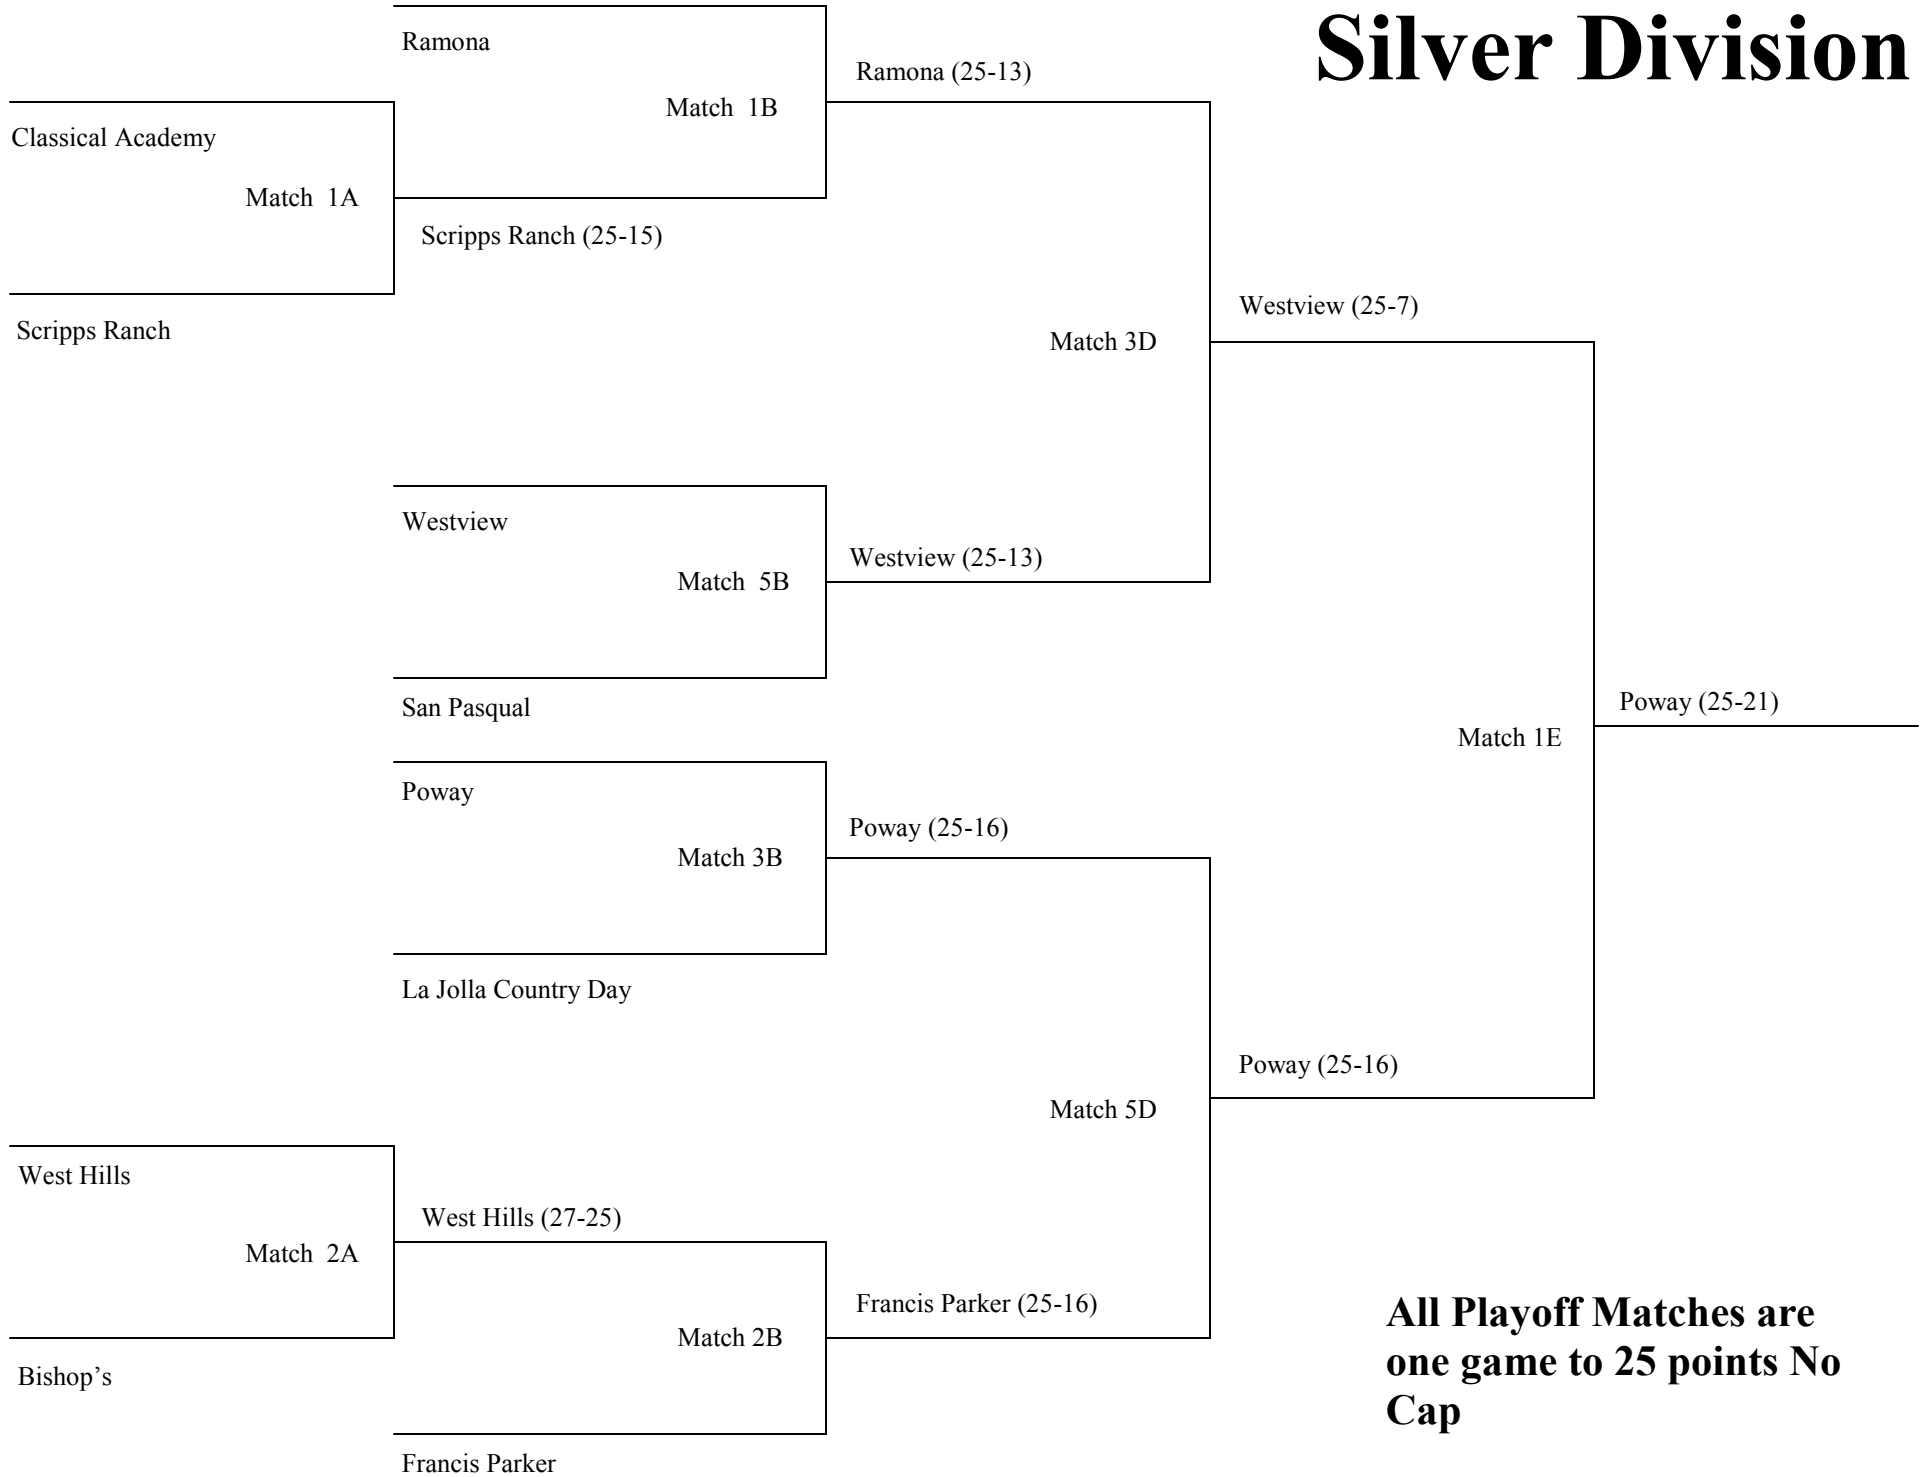 Silver Division
Ramona
Ramona (25-13)
Match 1B
Classical Academy
Match 1A
Scripps Ranch (25-15)
Scripps Ranch
Westview (25-7)
Match 3D
Westview
Westview (25-13)
Match 5B
San Pasqual
Poway (25-21)
Match 1E
Poway
Poway (25-16)
Match 3B
La Jolla Country Day
Poway (25-16)
Match 5D
West Hills
West Hills (27-25)
Match 2A
Francis Parker (25-16)
Match 2B
Bishop’s
Francis Parker
All Playoff Matches are
one game to 25 points No
Cap